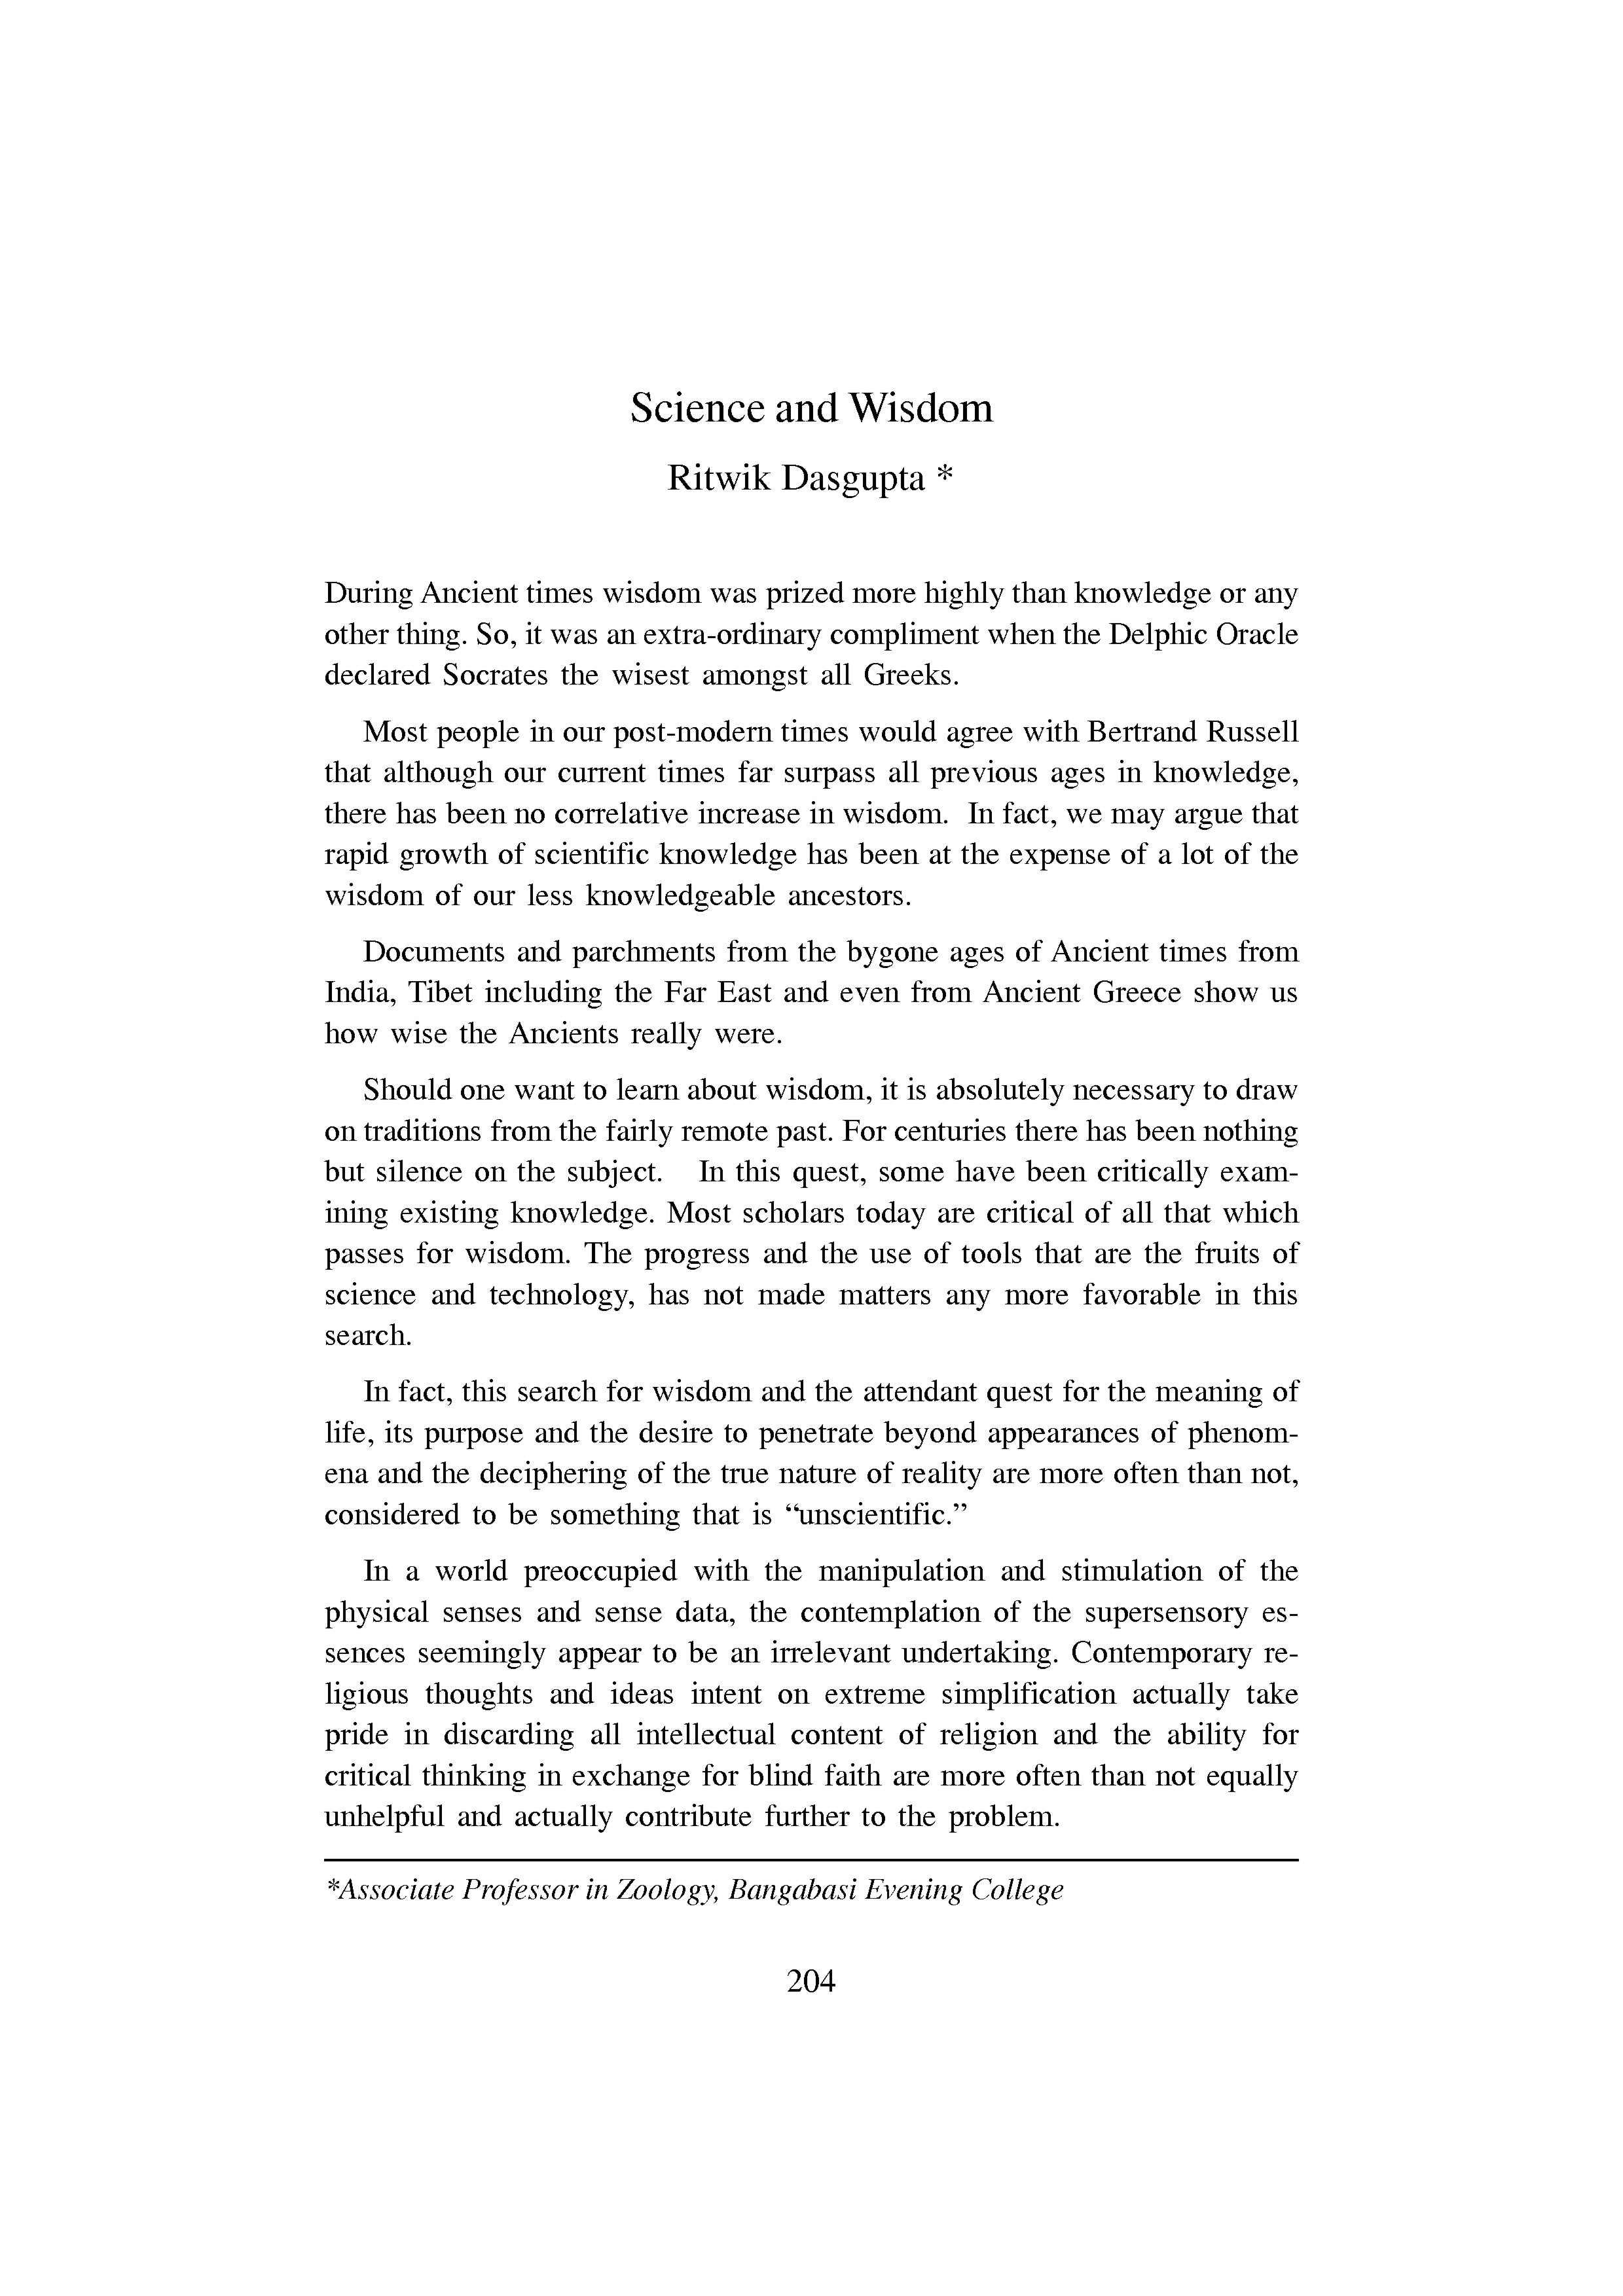 Science and Wisdom
Ritwik Dasgupta *
During Ancient times wisdom was prized more highly than knowledge or any
other thing. So, it was an extra-ordinary compliment when the Delphic Oracle
declared Socrates the wisest amongst all Greeks.
Most people in our post-modern times would agree with Bertrand Russell
that although our current times far surpass all previous ages in knowledge,
there has been no correlative increase in wisdom. In fact, we may argue that
rapid growth of scientific knowledge has been at the expense of a lot of the
wisdom of our less knowledgeable ancestors.
Documents and parchments from the bygone ages of Ancient times from
India, Tibet including the Far East and even from Ancient Greece show us
how wise the Ancients really were.
Should one want to learn about wisdom, it is absolutely necessary to draw
on traditions from the fairly remote past. For centuries there has been nothing
but silence on the subject. In this quest, some have been critically exam-
ining existing knowledge. Most scholars today are critical of all that which
passes for wisdom. The progress and the use of tools that are the fruits of
science and technology, has not made matters any more favorable in this
search.
In fact, this search for wisdom and the attendant quest for the meaning of
life, its purpose and the desire to penetrate beyond appearances of phenom-
ena and the deciphering of the true nature of reality are more often than not,
considered to be something that is “unscientific.”
In a world preoccupied with the manipulation and stimulation of the
physical senses and sense data, the contemplation of the supersensory es-
sences seemingly appear to be an irrelevant undertaking. Contemporary re-
ligious thoughts and ideas intent on extreme simplification actually take
pride in discarding all intellectual content of religion and the ability for
critical thinking in exchange for blind faith are more often than not equally
unhelpful and actually contribute further to the problem.
*Associate Professor in Zoology, Bangabasi Evening College
204